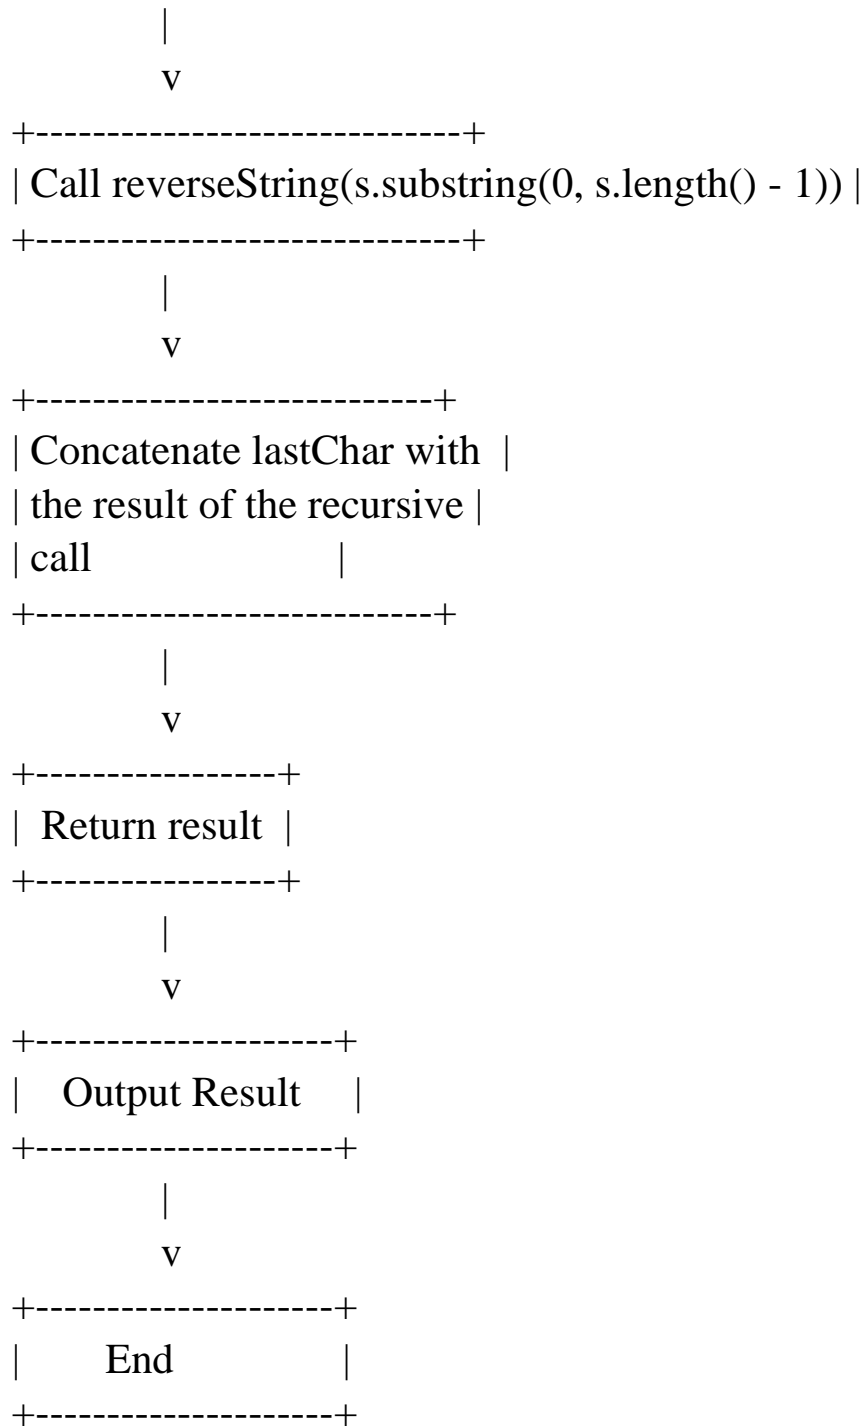 |
v
+------------------------------+
| Call reverseString(s.substring(0, s.length() - 1)) |
+------------------------------+
|
v
+----------------------------+
| Concatenate lastChar with  |
| the result of the recursive |
| call                     |
+----------------------------+
|
v
+-----------------+
|  Return result  |
+-----------------+
|
v
+---------------------+
|    Output Result     |
+---------------------+
|
v
+---------------------+
|        End               |
+---------------------+